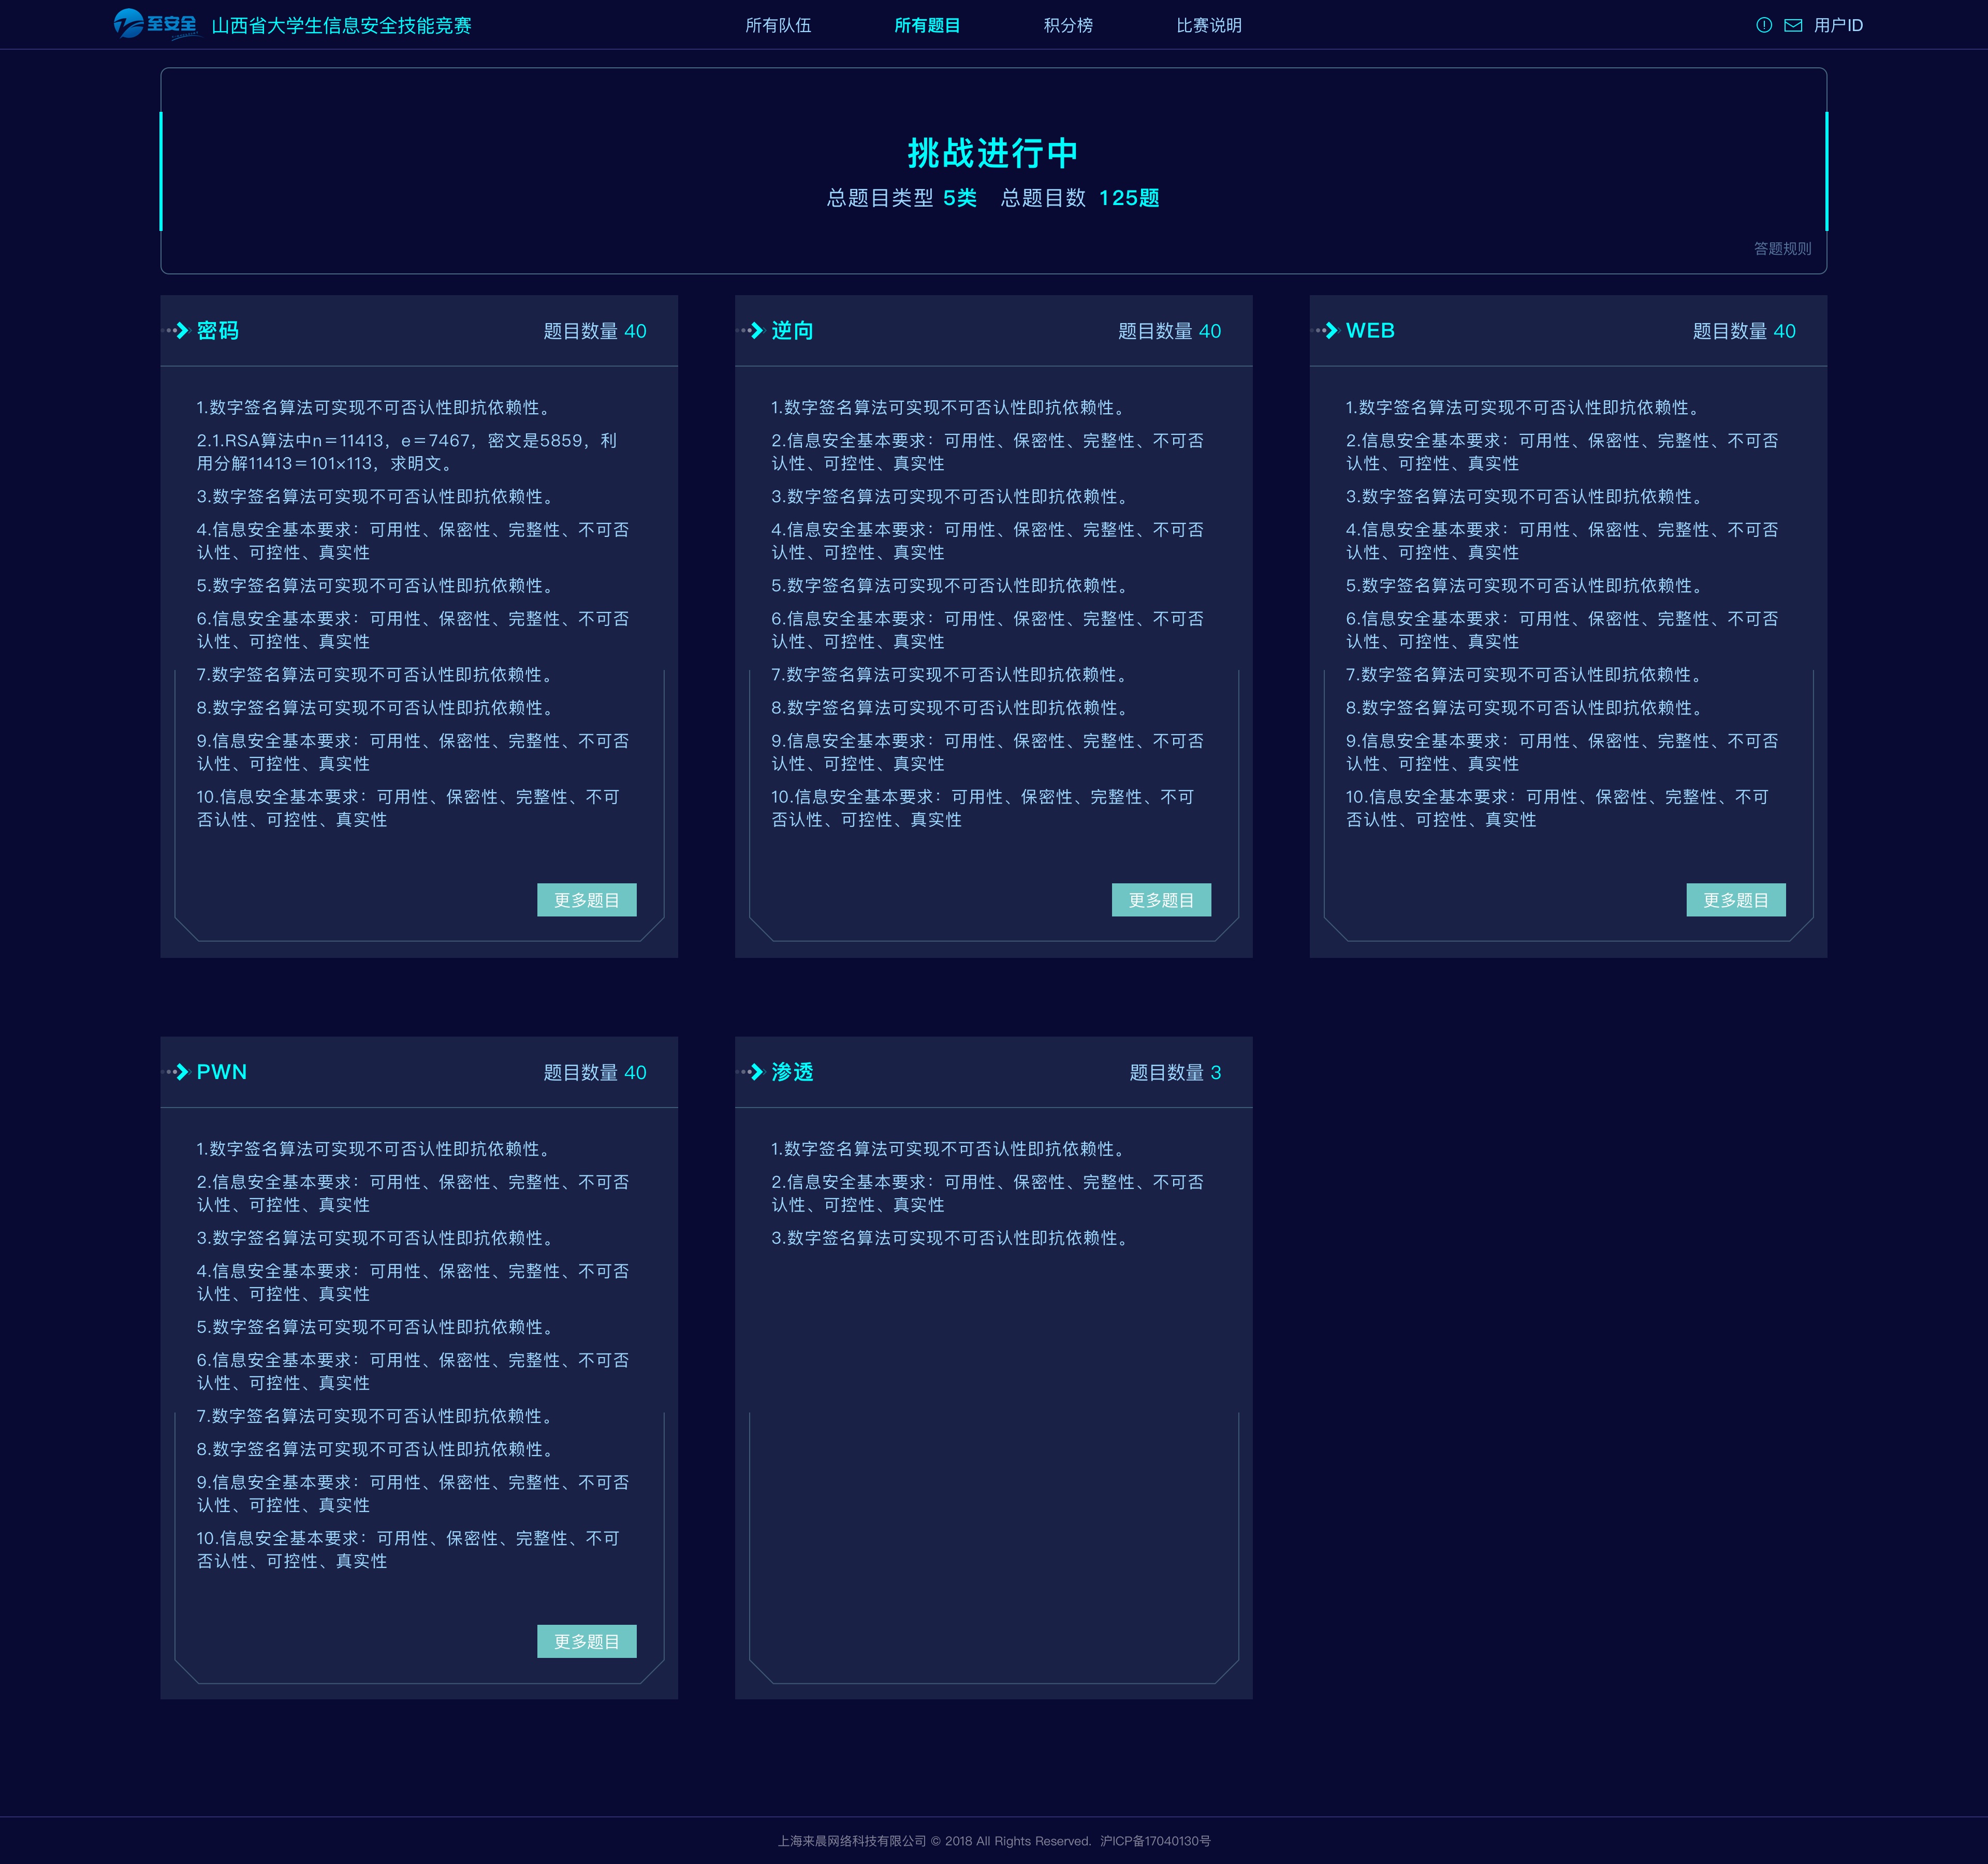 至安全 山西省大学生信息安全技能竞赛 所有队伍 所有题目 积分榜 比赛说明 用户ID
挑战进行中
总题目类型 5类 总题目数 125题
答题规则
密码 题目数量 40
1.数字签名算法可实现不可否认性即抗依赖性。
2.1.RSA算法中n＝11413，e＝7467，密文是5859，利
用分解11413＝101×113，求明文。
3.数字签名算法可实现不可否认性即抗依赖性。
4.信息安全基本要求：可用性、保密性、完整性、不可否
认性、可控性、真实性
5.数字签名算法可实现不可否认性即抗依赖性。
6.信息安全基本要求：可用性、保密性、完整性、不可否
认性、可控性、真实性
7.数字签名算法可实现不可否认性即抗依赖性。
8.数字签名算法可实现不可否认性即抗依赖性。
9.信息安全基本要求：可用性、保密性、完整性、不可否
认性、可控性、真实性
10.信息安全基本要求：可用性、保密性、完整性、不可
否认性、可控性、真实性
更多题目
逆向 题目数量 40
1.数字签名算法可实现不可否认性即抗依赖性。
2.信息安全基本要求：可用性、保密性、完整性、不可否
认性、可控性、真实性
3.数字签名算法可实现不可否认性即抗依赖性。
4.信息安全基本要求：可用性、保密性、完整性、不可否
认性、可控性、真实性
5.数字签名算法可实现不可否认性即抗依赖性。
6.信息安全基本要求：可用性、保密性、完整性、不可否
认性、可控性、真实性
7.数字签名算法可实现不可否认性即抗依赖性。
8.数字签名算法可实现不可否认性即抗依赖性。
9.信息安全基本要求：可用性、保密性、完整性、不可否
认性、可控性、真实性
10.信息安全基本要求：可用性、保密性、完整性、不可
否认性、可控性、真实性
更多题目
WEB 题目数量 40
1.数字签名算法可实现不可否认性即抗依赖性。
2.信息安全基本要求：可用性、保密性、完整性、不可否
认性、可控性、真实性
3.数字签名算法可实现不可否认性即抗依赖性。
4.信息安全基本要求：可用性、保密性、完整性、不可否
认性、可控性、真实性
5.数字签名算法可实现不可否认性即抗依赖性。
6.信息安全基本要求：可用性、保密性、完整性、不可否
认性、可控性、真实性
7.数字签名算法可实现不可否认性即抗依赖性。
8.数字签名算法可实现不可否认性即抗依赖性。
9.信息安全基本要求：可用性、保密性、完整性、不可否
认性、可控性、真实性
10.信息安全基本要求：可用性、保密性、完整性、不可
否认性、可控性、真实性
更多题目
PWN 题目数量 40
1.数字签名算法可实现不可否认性即抗依赖性。
2.信息安全基本要求：可用性、保密性、完整性、不可否
认性、可控性、真实性
3.数字签名算法可实现不可否认性即抗依赖性。
4.信息安全基本要求：可用性、保密性、完整性、不可否
认性、可控性、真实性
5.数字签名算法可实现不可否认性即抗依赖性。
6.信息安全基本要求：可用性、保密性、完整性、不可否
认性、可控性、真实性
7.数字签名算法可实现不可否认性即抗依赖性。
8.数字签名算法可实现不可否认性即抗依赖性。
9.信息安全基本要求：可用性、保密性、完整性、不可否
认性、可控性、真实性
10.信息安全基本要求：可用性、保密性、完整性、不可
否认性、可控性、真实性
更多题目
渗透 题目数量 3
1.数字签名算法可实现不可否认性即抗依赖性。
2.信息安全基本要求：可用性、保密性、完整性、不可否
认性、可控性、真实性
3.数字签名算法可实现不可否认性即抗依赖性。
上海来晨网络科技有限公司 © 2018 All Rights Reserved. 沪ICP备17040130号